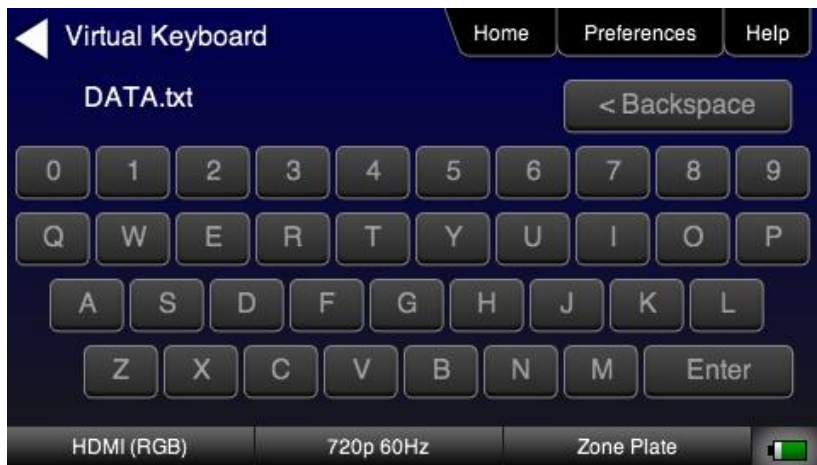 Virtual Keyboard Home Preferences Help
DATA.txt < Backspace
0 1 2 3 4 5 6 7 8 9
Q W E R T Y U I O P
A S D F G H J K L
Z X C V B N M Enter
HDMI (RGB) 720p 60Hz Zone Plate